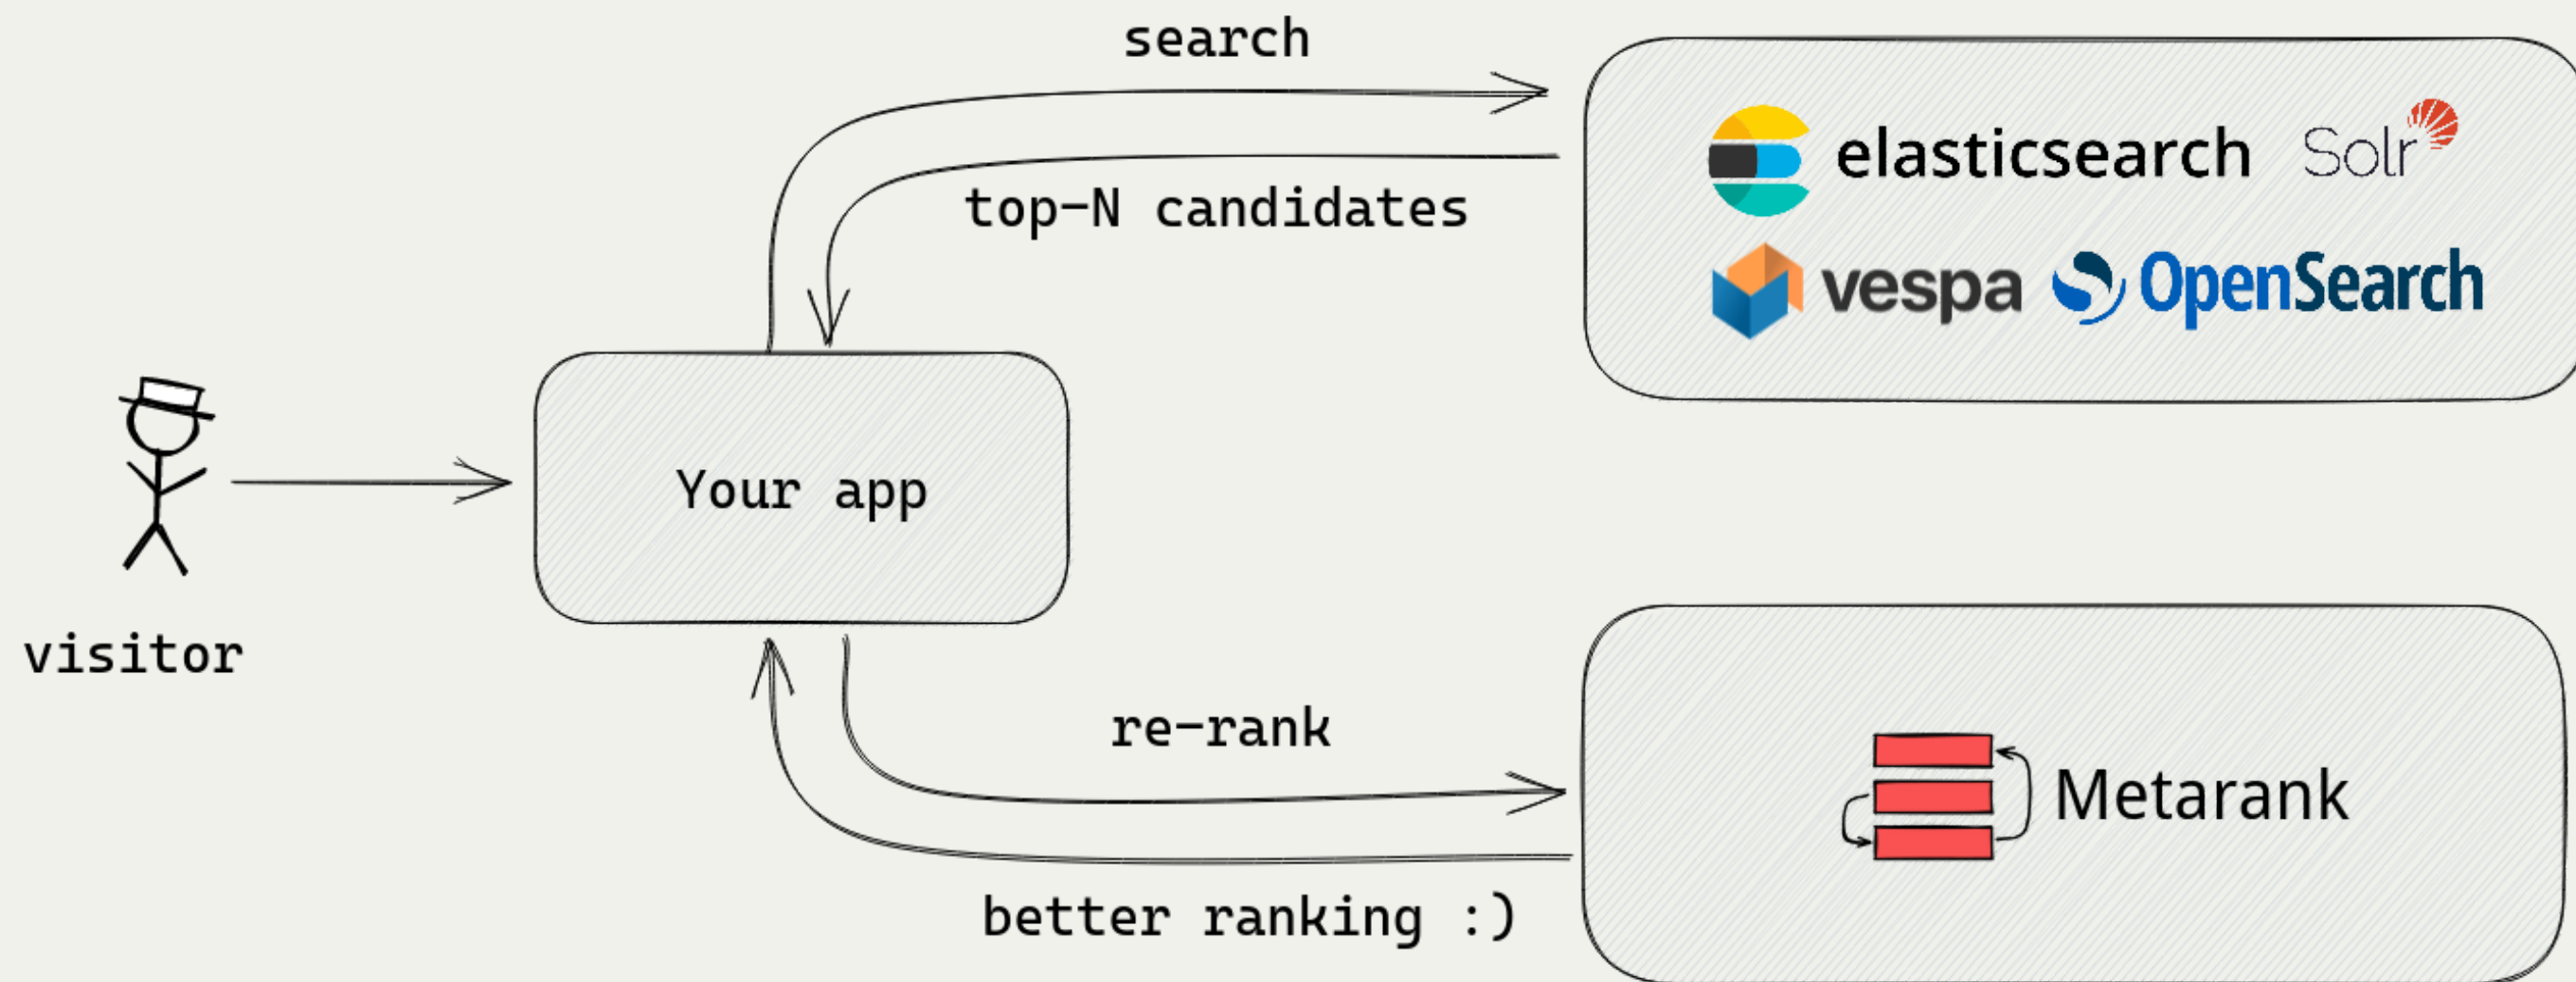 search
elasticsearch Solr
top-N candidates
vespa OpenSearch
Your app
visitor
re-rank
Metarank
better ranking :)